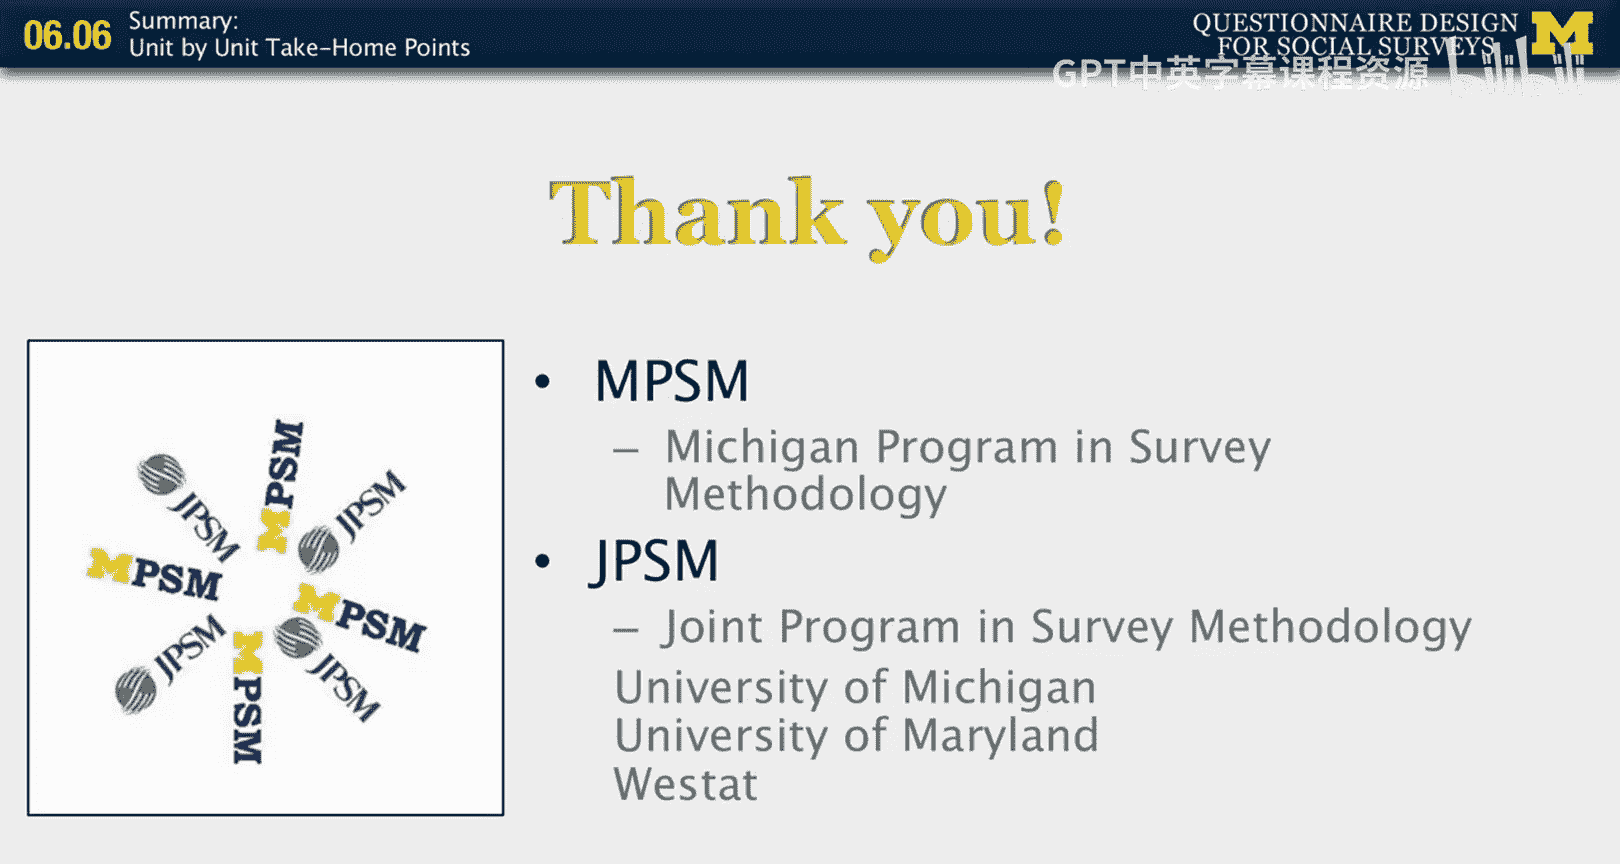 06.06
Summary:
Unit by Unit Take-Home Points
QUESTIONNAIRE DESIGN
FOR SOCIAL SURVEYS
M
GPT中英字幕课程资源
bilibili
Thank you!
MPSM
JPSM
JPSM
MPSM
MPSM
JPSM
MPSM
JPSM
• MPSM
– Michigan Program in Survey
Methodology
• JPSM
– Joint Program in Survey Methodology
University of Michigan
University of Maryland
Westat